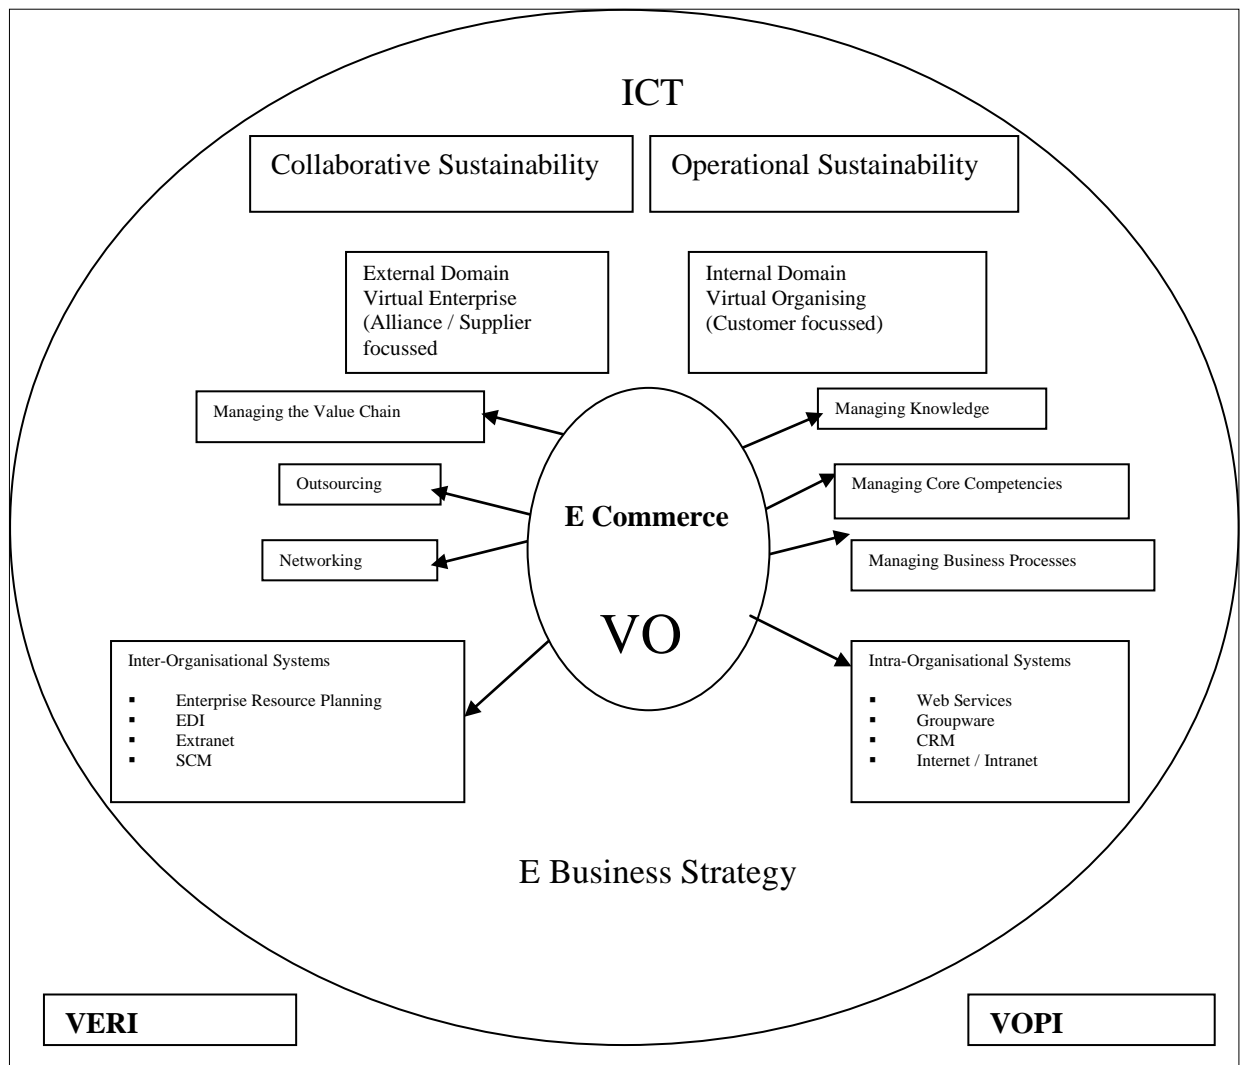 ICT
Collaborative Sustainability
Operational Sustainability
External Domain
Virtual Enterprise
(Alliance / Supplier
focussed
Internal Domain
Virtual Organising
(Customer focussed)
Managing the Value Chain
Managing Knowledge
Outsourcing
Managing Core Competencies
E Commerce
Networking
Managing Business Processes
VO
Inter-Organisational Systems
▪ Enterprise Resource Planning
▪ EDI
▪ Extranet
▪ SCM
Intra-Organisational Systems
▪ Web Services
▪ Groupware
▪ CRM
▪ Internet / Intranet
E Business Strategy
VERI
VOPI